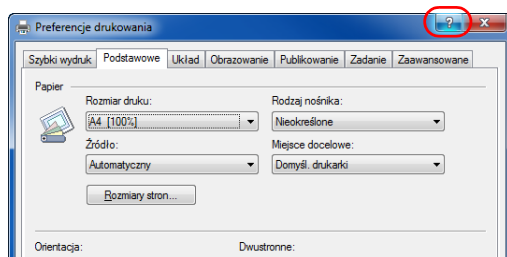 Preferencje drukowania ?
Szybki wydruk Podstawowe Układ Obrazowanie Publikowanie Zadanie Zaawansowane
Papier
Rozmiar druku: Rodzaj nośnika:
A4 [100%] Nieokreślone
Źródło: Miejsce docelowe:
Automatyczny Domyśl. drukarki
Rozmiary stron...
Orientacja: Dwustronne: